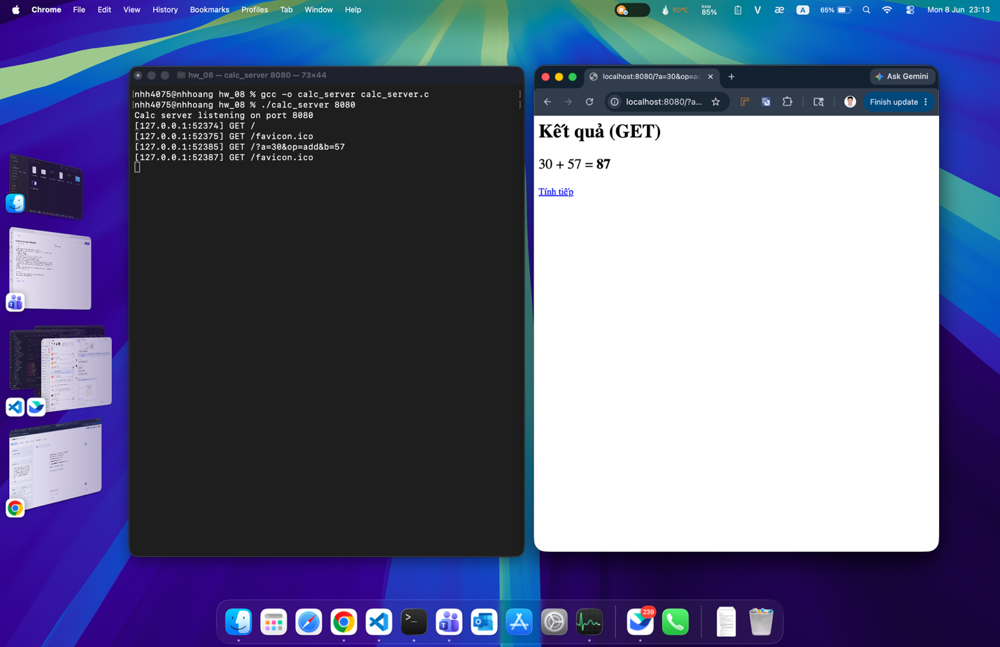 Chrome File Edit View History Bookmarks Profiles Tab Window Help
60°C RAM 85% V æ A 65% Mon 8 Jun 23:13
hw_08 — calc_server 8080 — 73×44
[nhh4075@nhhoang hw_08 % gcc -o calc_server calc_server.c ]
[nhh4075@nhhoang hw_08 % ./calc_server 8080 ]
Calc server listening on port 8080
[127.0.0.1:52374] GET /
[127.0.0.1:52375] GET /favicon.ico
[127.0.0.1:52385] GET /?a=30&op=add&b=57
[127.0.0.1:52387] GET /favicon.ico
localhost:8080/?a=30&op=ad
Ask Gemini
localhost:8080/?a...
Finish update
Kết quả (GET)
30 + 57 = 87
Tính tiếp
239